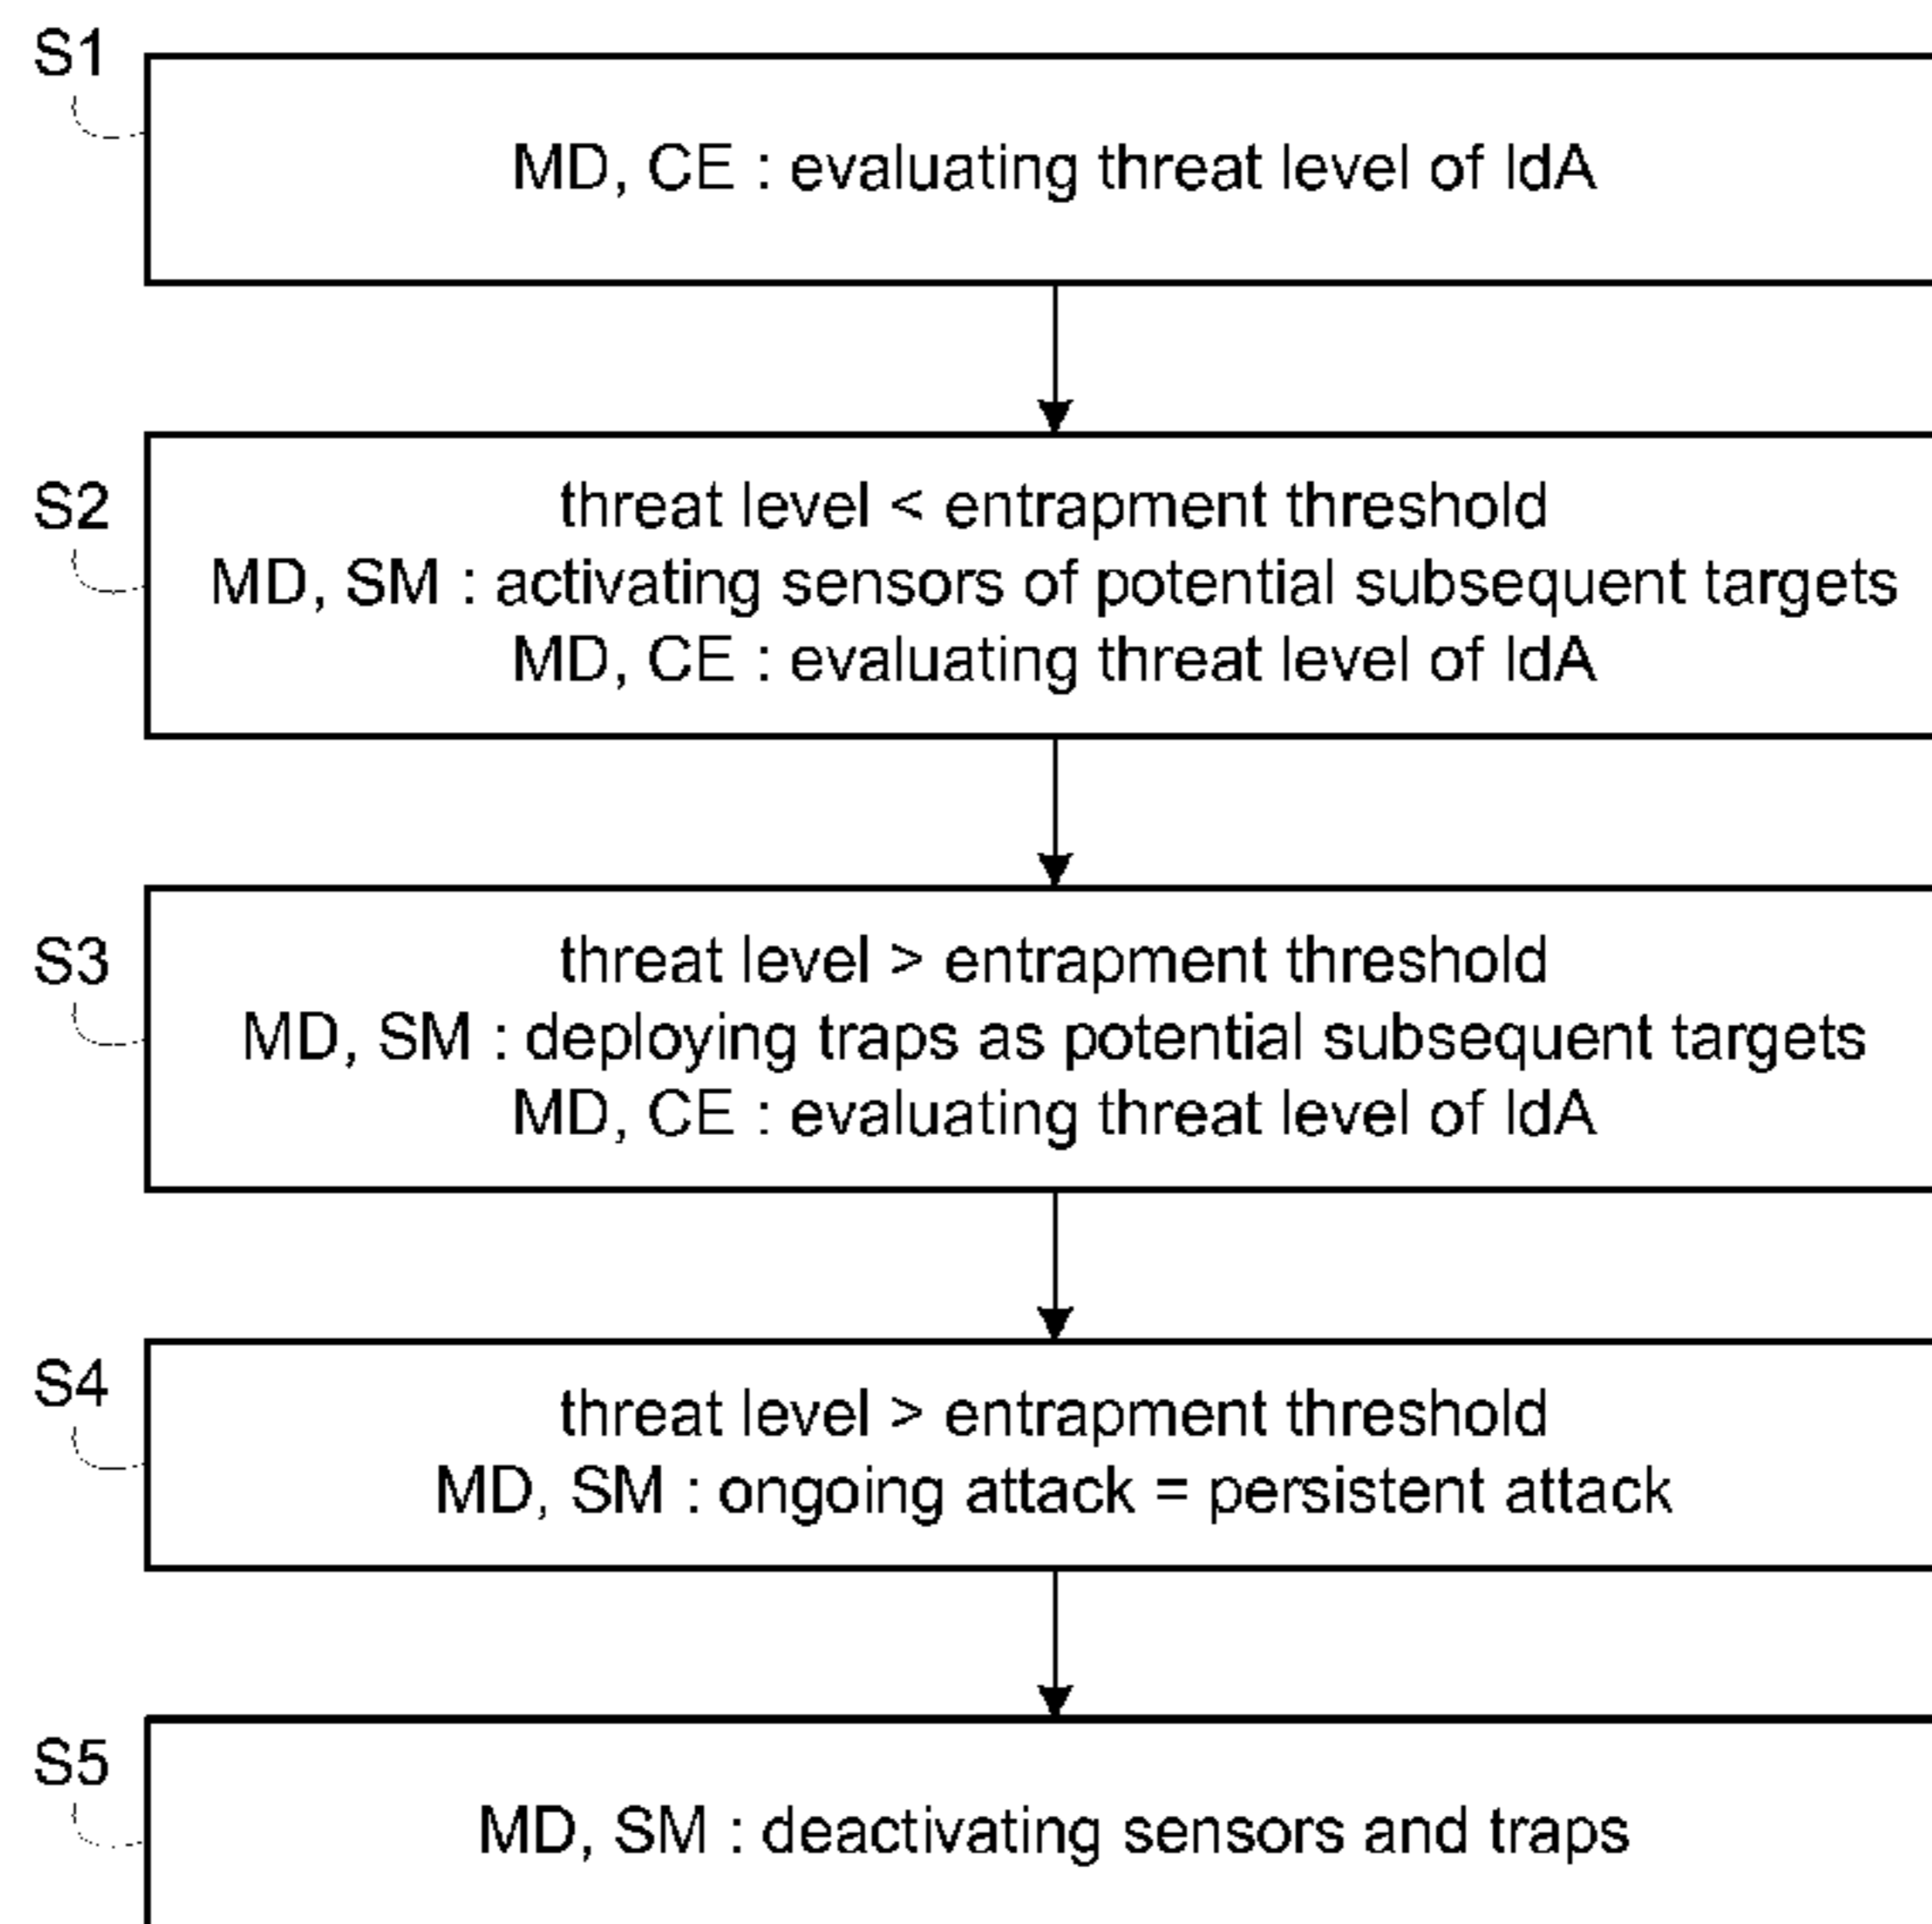 S1
MD, CE : evaluating threat level of IdA
S2
threat level < entrapment threshold
MD, SM : activating sensors of potential subsequent targets
MD, CE : evaluating threat level of IdA
S3
threat level > entrapment threshold
MD, SM : deploying traps as potential subsequent targets
MD, CE : evaluating threat level of IdA
S4
threat level > entrapment threshold
MD, SM : ongoing attack = persistent attack
S5
MD, SM : deactivating sensors and traps